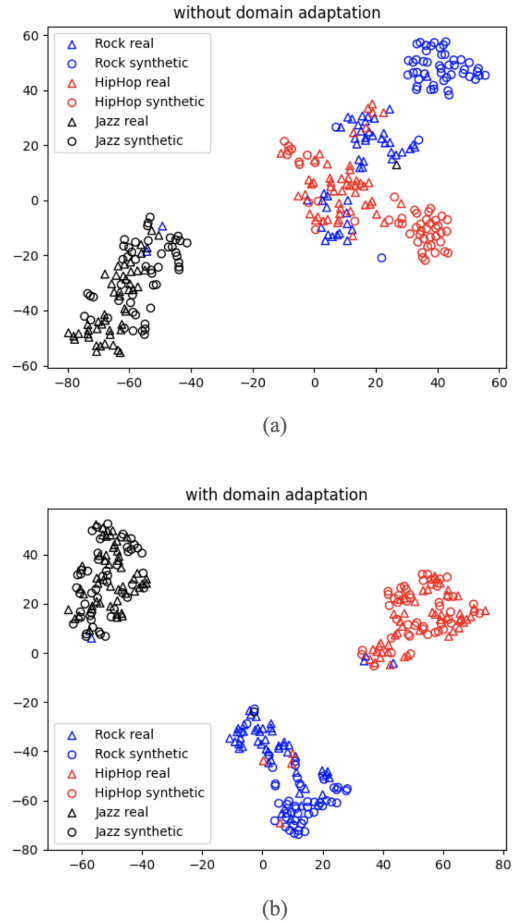 without domain adaptation
60
40
20
0
−20
−40
−60
Rock real
Rock synthetic
HipHop real
HipHop synthetic
Jazz real
Jazz synthetic
−80 −60 −40 −20 0 20 40 60
(a)
with domain adaptation
40
20
0
−20
−40
−60
−80
Rock real
Rock synthetic
HipHop real
HipHop synthetic
Jazz real
Jazz synthetic
−60 −40 −20 0 20 40 60 80
(b)